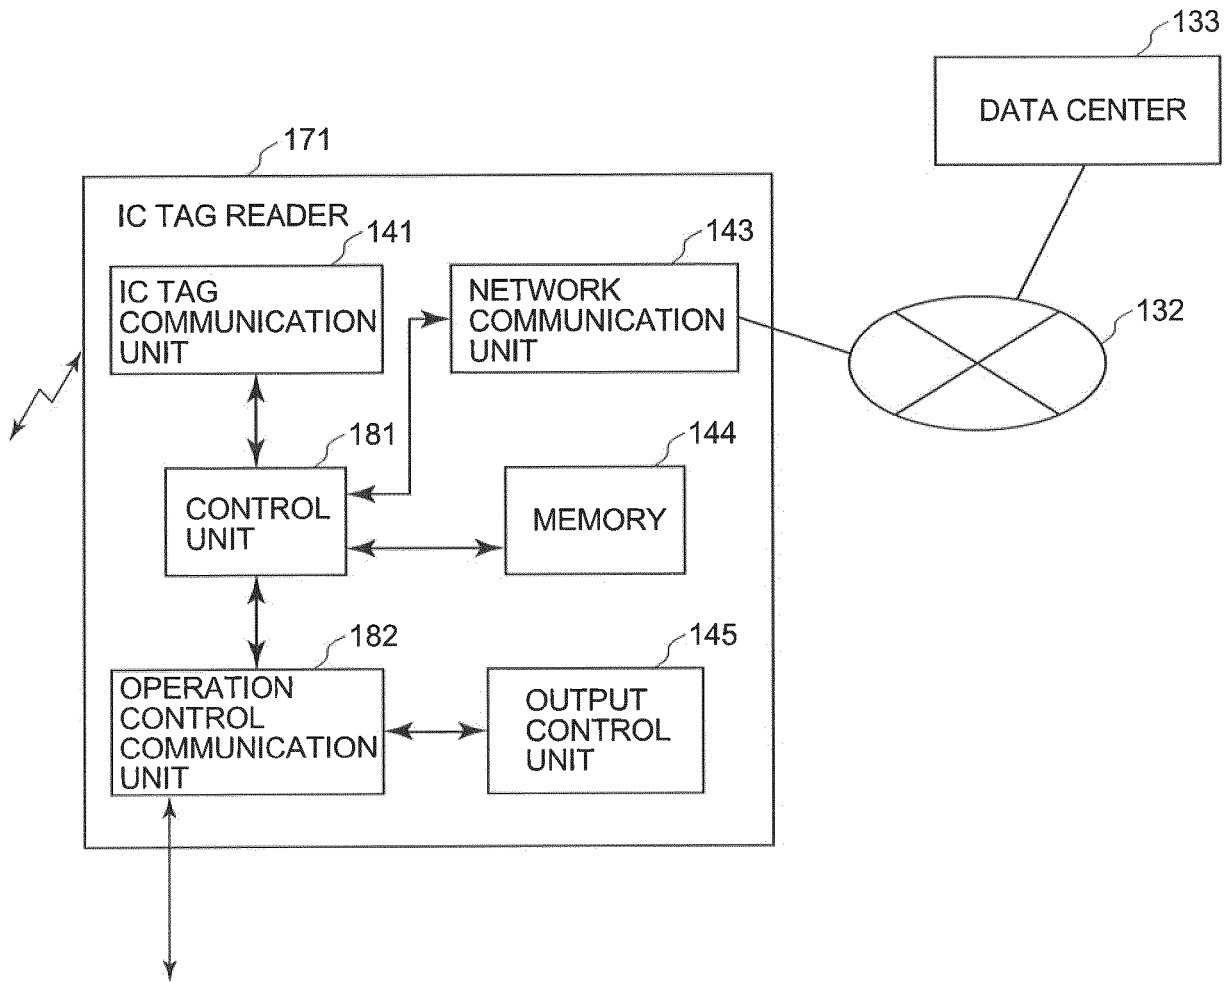 133
DATA CENTER
171
IC TAG READER
141
143
IC TAG
COMMUNICATION
UNIT
NETWORK
COMMUNICATION
UNIT
132
181
144
CONTROL
UNIT
MEMORY
182
145
OPERATION
CONTROL
COMMUNICATION
UNIT
OUTPUT
CONTROL
UNIT